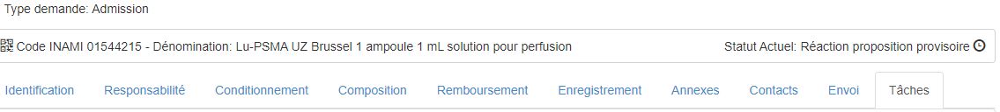 Type demande: Admission
Code INAMI 01544215 - Dénomination: Lu-PSMA UZ Brussel 1 ampoule 1 mL solution pour perfusion Statut Actuel: Réaction proposition provisoire
Identification Responsabilité Conditionnement Composition Remboursement Enregistrement Annexes Contacts Envoi Tâches